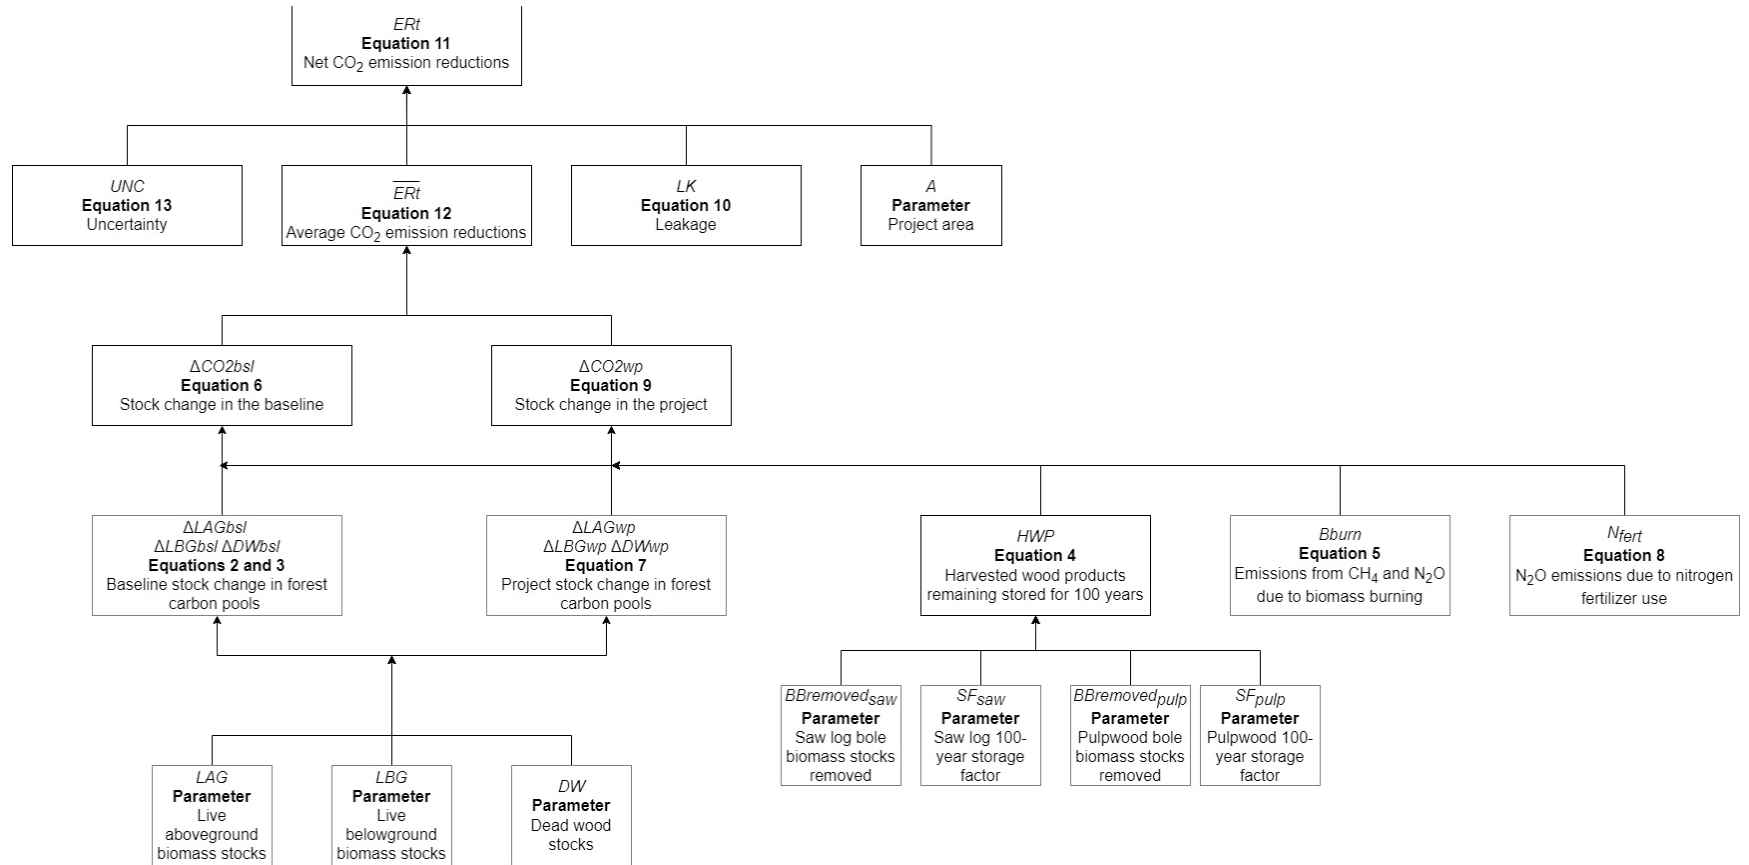 ERt
Equation 11
Net CO2 emission reductions
UNC
Equation 13
Uncertainty
ERt
Equation 12
Average CO2 emission reductions
LK
Equation 10
Leakage
A
Parameter
Project area
ΔCO2bsl
Equation 6
Stock change in the baseline
ΔCO2wp
Equation 9
Stock change in the project
ΔLAGbsl
ΔLBGbsl ΔDWbsl
Equations 2 and 3
Baseline stock change in forest
carbon pools
ΔLAGwp
ΔLBGwp ΔDWwp
Equation 7
Project stock change in forest
carbon pools
HWP
Equation 4
Harvested wood products
remaining stored for 100 years
Bburn
Equation 5
Emissions from CH4 and N2O
due to biomass burning
Nfert
Equation 8
N2O emissions due to nitrogen
fertilizer use
BBremovedsaw
Parameter
Saw log bole
biomass stocks
removed
SFsaw
Parameter
Saw log 100-
year storage
factor
BBremovedpulp
Parameter
Pulpwood bole
biomass stocks
removed
SFpulp
Parameter
Pulpwood 100-
year storage
factor
LAG
Parameter
Live
aboveground
biomass stocks
LBG
Parameter
Live
belowground
biomass stocks
DW
Parameter
Dead wood
stocks